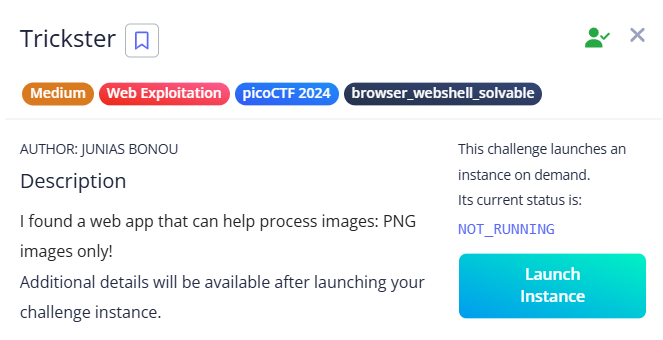 Trickster
Medium Web Exploitation picoCTF 2024 browser_webshell_solvable
AUTHOR: JUNIAS BONOU
Description
I found a web app that can help process images: PNG
images only!
Additional details will be available after launching your
challenge instance.
This challenge launches an
instance on demand.
Its current status is:
NOT_RUNNING
Launch
Instance